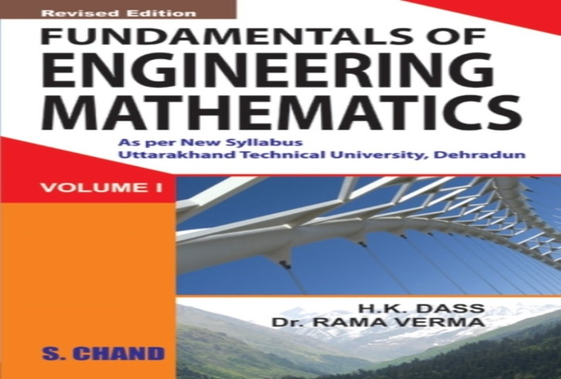 Revised Edition
FUNDAMENTALS OF
ENGINEERING
MATHEMATICS
As per New Syllabus
Uttarakhand Technical University, Dehradun
VOLUME I
H.K. DASS
Dr. RAMA VERMA
S. CHAND